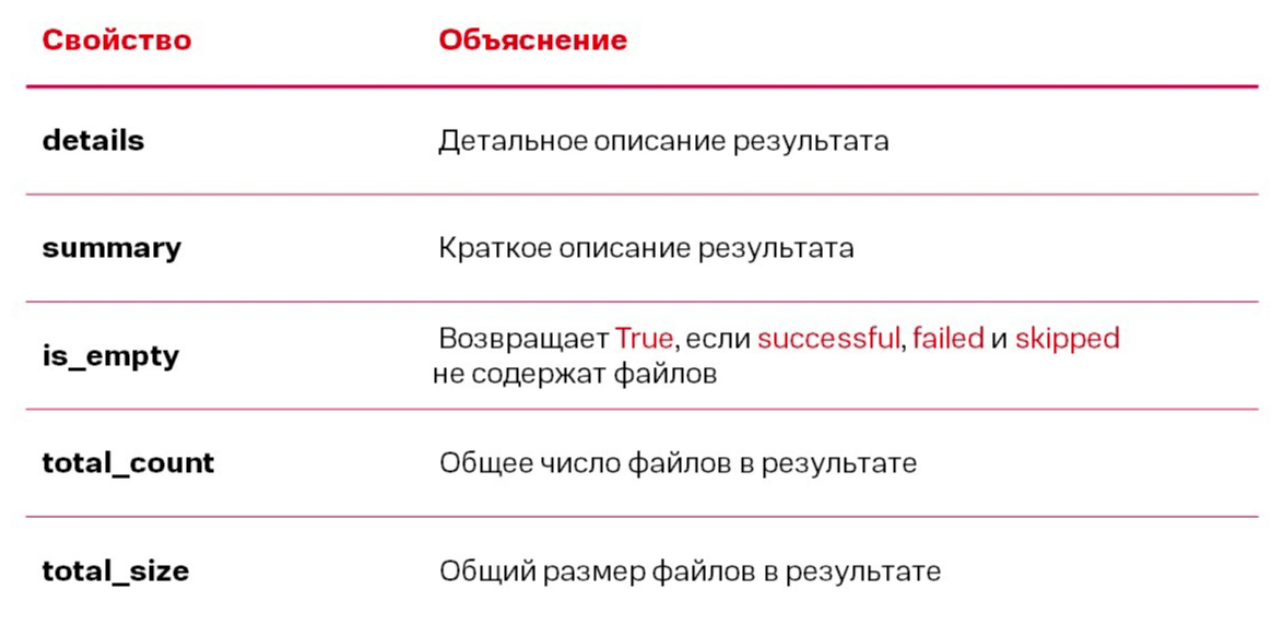 Свойство Объяснение
details Детальное описание результата
summary Краткое описание результата
is_empty Возвращает True, если successful, failed и skipped
не содержат файлов
total_count Общее число файлов в результате
total_size Общий размер файлов в результате